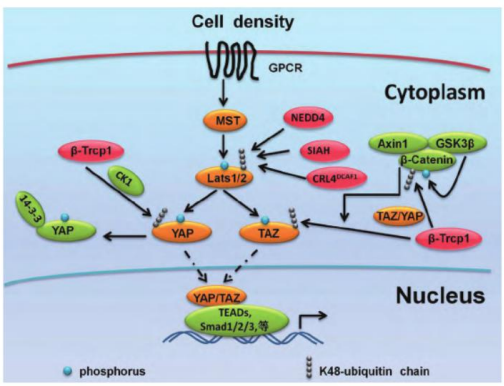 Cell density
GPCR
Cytoplasm
MST
NEDD4
SIAH
CRL4DCAF1
Lats1/2
β-Trcp1
CK1
Axin1
GSK3β
β-Catenin
14-3-3
YAP
YAP
TAZ
TAZ/YAP
β-Trcp1
YAP/TAZ
TEADs,
Smad1/2/3,等
Nucleus
phosphorus
K48-ubiquitin chain